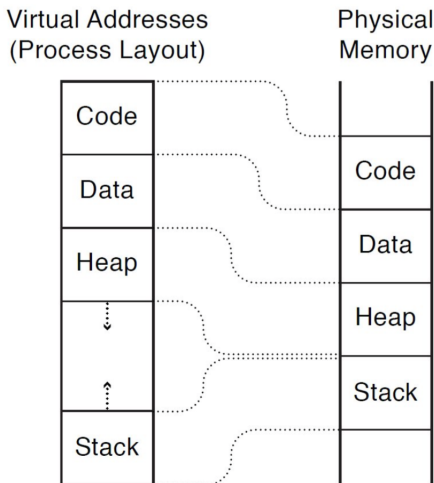 Virtual Addresses
(Process Layout)
Physical
Memory
Code
Data
Heap
Stack
Code
Data
Heap
Stack